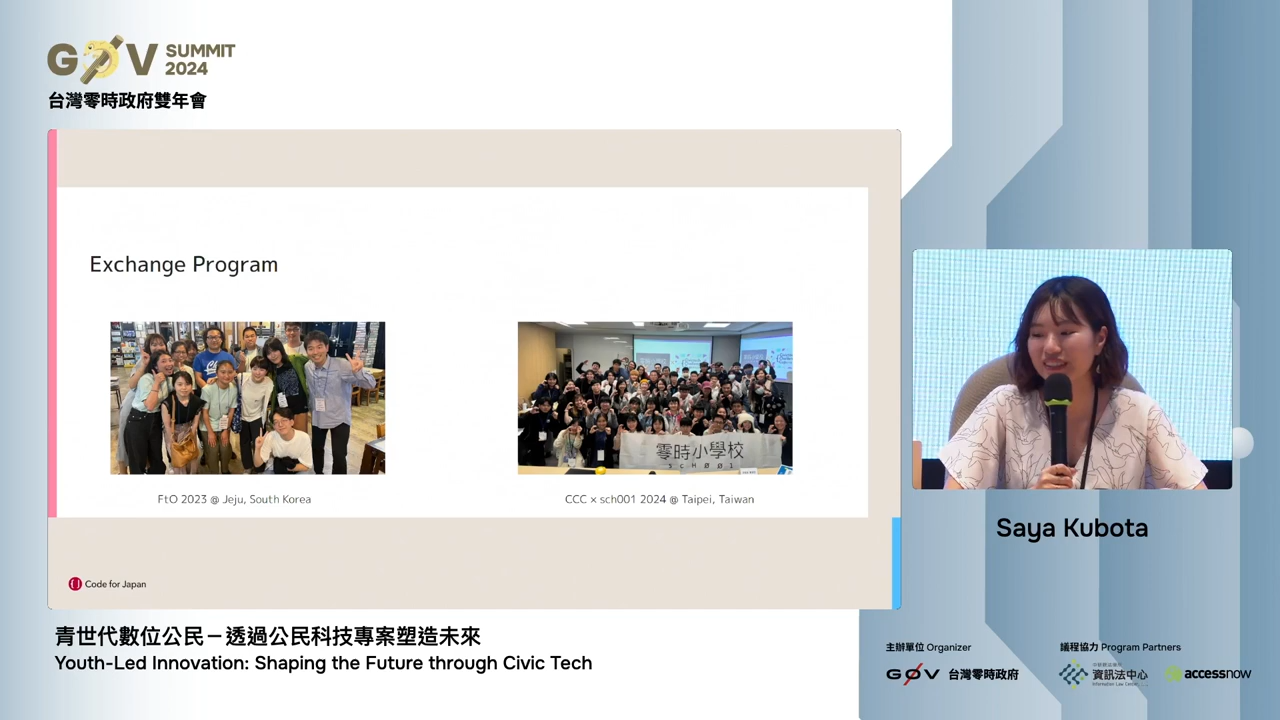 G0V SUMMIT 2024
台灣零時政府雙年會
Exchange Program
零時小學校
SCH001
FtO 2023 @ Jeju, South Korea
CCC × sch001 2024 @ Taipei, Taiwan
Code for Japan
Saya Kubota
青世代數位公民－透過公民科技專案塑造未來
Youth-Led Innovation: Shaping the Future through Civic Tech
主辦單位 Organizer
議程協力 Program Partners
G0V 台灣零時政府
資訊法中心
Information Law Center
accessnow